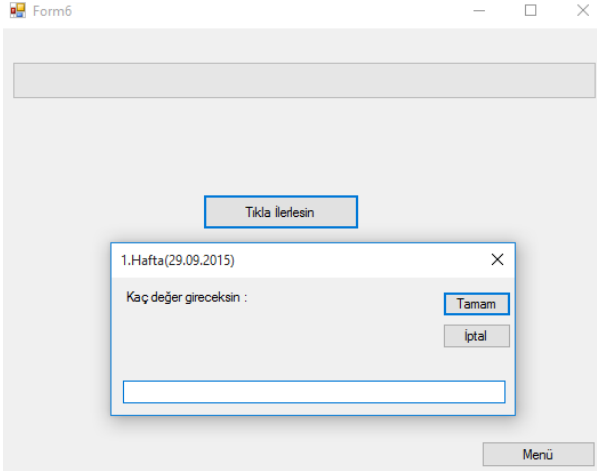 Form6
Tıkla İlerlesin
1.Hafta(29.09.2015)
Kaç değer gireceksin :
Tamam
İptal
Menü